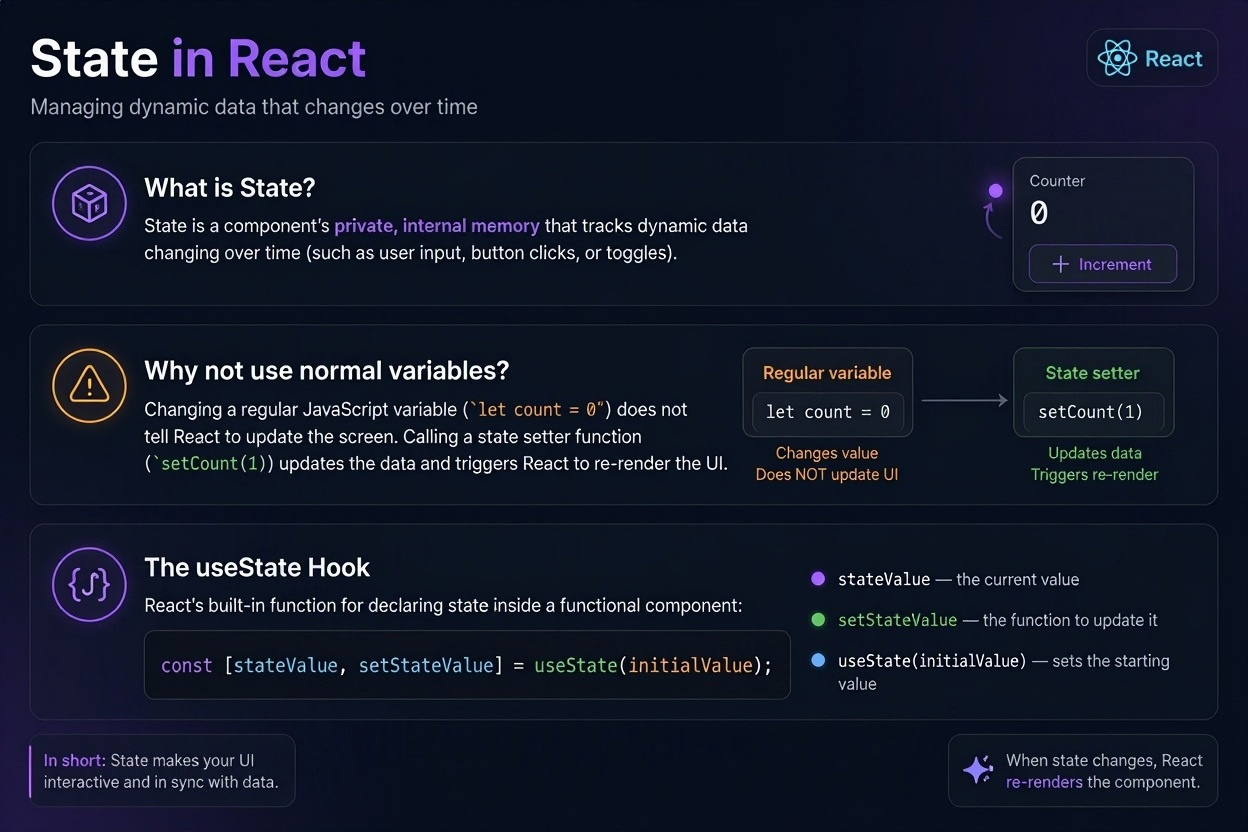 State in React
React
Managing dynamic data that changes over time
What is State?
State is a component's private, internal memory that tracks dynamic data
changing over time (such as user input, button clicks, or toggles).
Counter
0
+ Increment
Why not use normal variables?
Changing a regular JavaScript variable (`let count = 0") does not
tell React to update the screen. Calling a state setter function
(`setCount(1)) updates the data and triggers React to re-render the UI.
Regular variable
let count = 0
Changes value
Does NOT update UI
State setter
setCount(1)
Updates data
Triggers re-render
The useState Hook
React's built-in function for declaring state inside a functional component:
const [stateValue, setStateValue] = useState(initialValue);
stateValue — the current value
setStateValue — the function to update it
useState(initialValue) — sets the starting
value
In short: State makes your UI
interactive and in sync with data.
When state changes, React
re-renders the component.